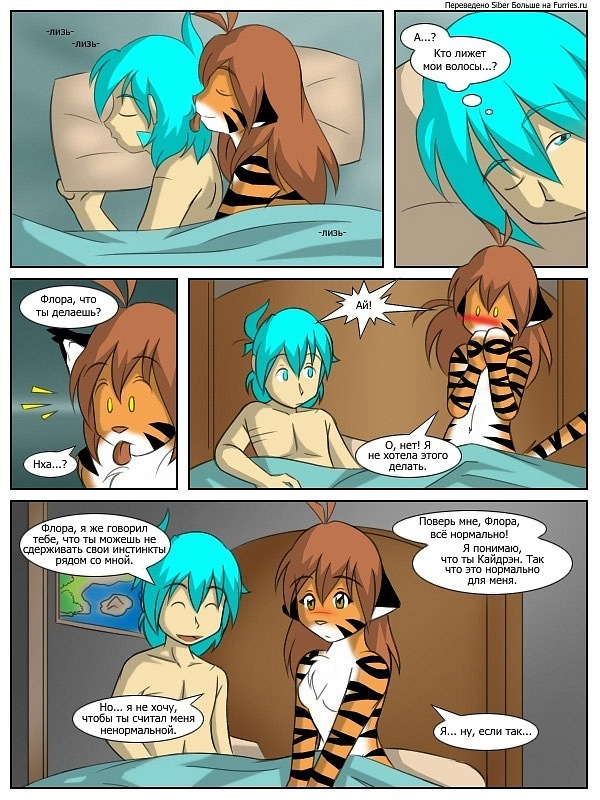 Переведено Siber Больше на Furries.ru
-лизь-
-лизь-
-лизь-
-лизь-
А...?
Кто лижет
мои волосы...?
Флора, что
ты делаешь?
Нха...?
Ай!
О, нет! Я
не хотела этого
делать.
Флора, я же говорил
тебе, что ты можешь не
сдерживать свои инстинкты
рядом со мной.
Поверь мне, Флора,
всё нормально!
Я понимаю,
что ты Кайдрэн. Так
что это нормально
для меня.
Но... я не хочу,
чтобы ты считал меня
ненормальной.
Я... ну, если так...